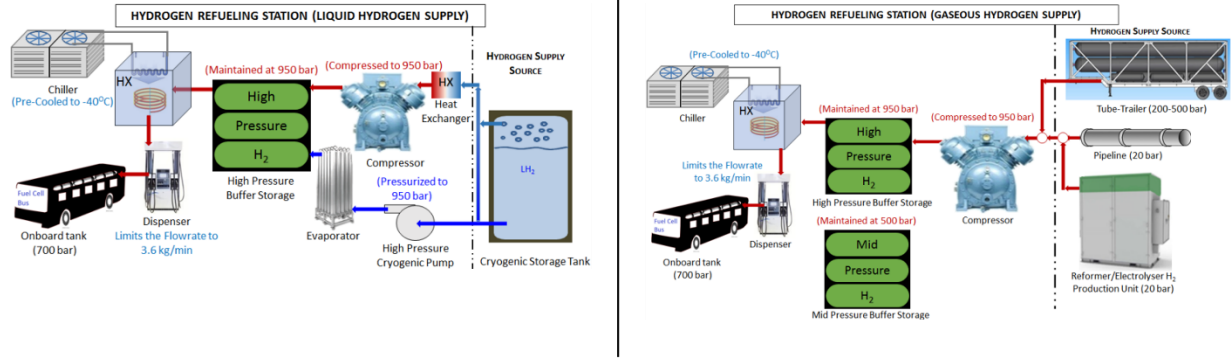 HYDROGEN REFUELING STATION (LIQUID HYDROGEN SUPPLY)
HYDROGEN SUPPLY
SOURCE
HX
Chiller
(Pre-Cooled to -40°C)
(Maintained at 950 bar)
(Compressed to 950 bar)
HX
Heat
Exchanger
High
Pressure
H2
Compressor
High Pressure
Buffer Storage
LH2
(Pressurized to
950 bar)
Fuel Cell
Bus
Dispenser
Onboard tank
(700 bar)
Limits the Flowrate to
3.6 kg/min
Evaporator
High Pressure
Cryogenic Pump
Cryogenic Storage Tank
HYDROGEN REFUELING STATION (GASEOUS HYDROGEN SUPPLY)
HYDROGEN SUPPLY SOURCE
(Pre-Cooled to -40°C)
HX
Chiller
Tube-Trailer (200-500 bar)
(Maintained at 950 bar)
(Compressed to 950 bar)
High
Pressure
H2
High Pressure Buffer Storage
Compressor
Pipeline (20 bar)
Limits the Flowrate
to 3.6 kg/min
(Maintained at 500 bar)
Fuel Cell
Bus
Dispenser
Onboard tank
(700 bar)
Mid
Pressure
H2
Mid Pressure Buffer Storage
Reformer/Electrolyser H2
Production Unit (20 bar)